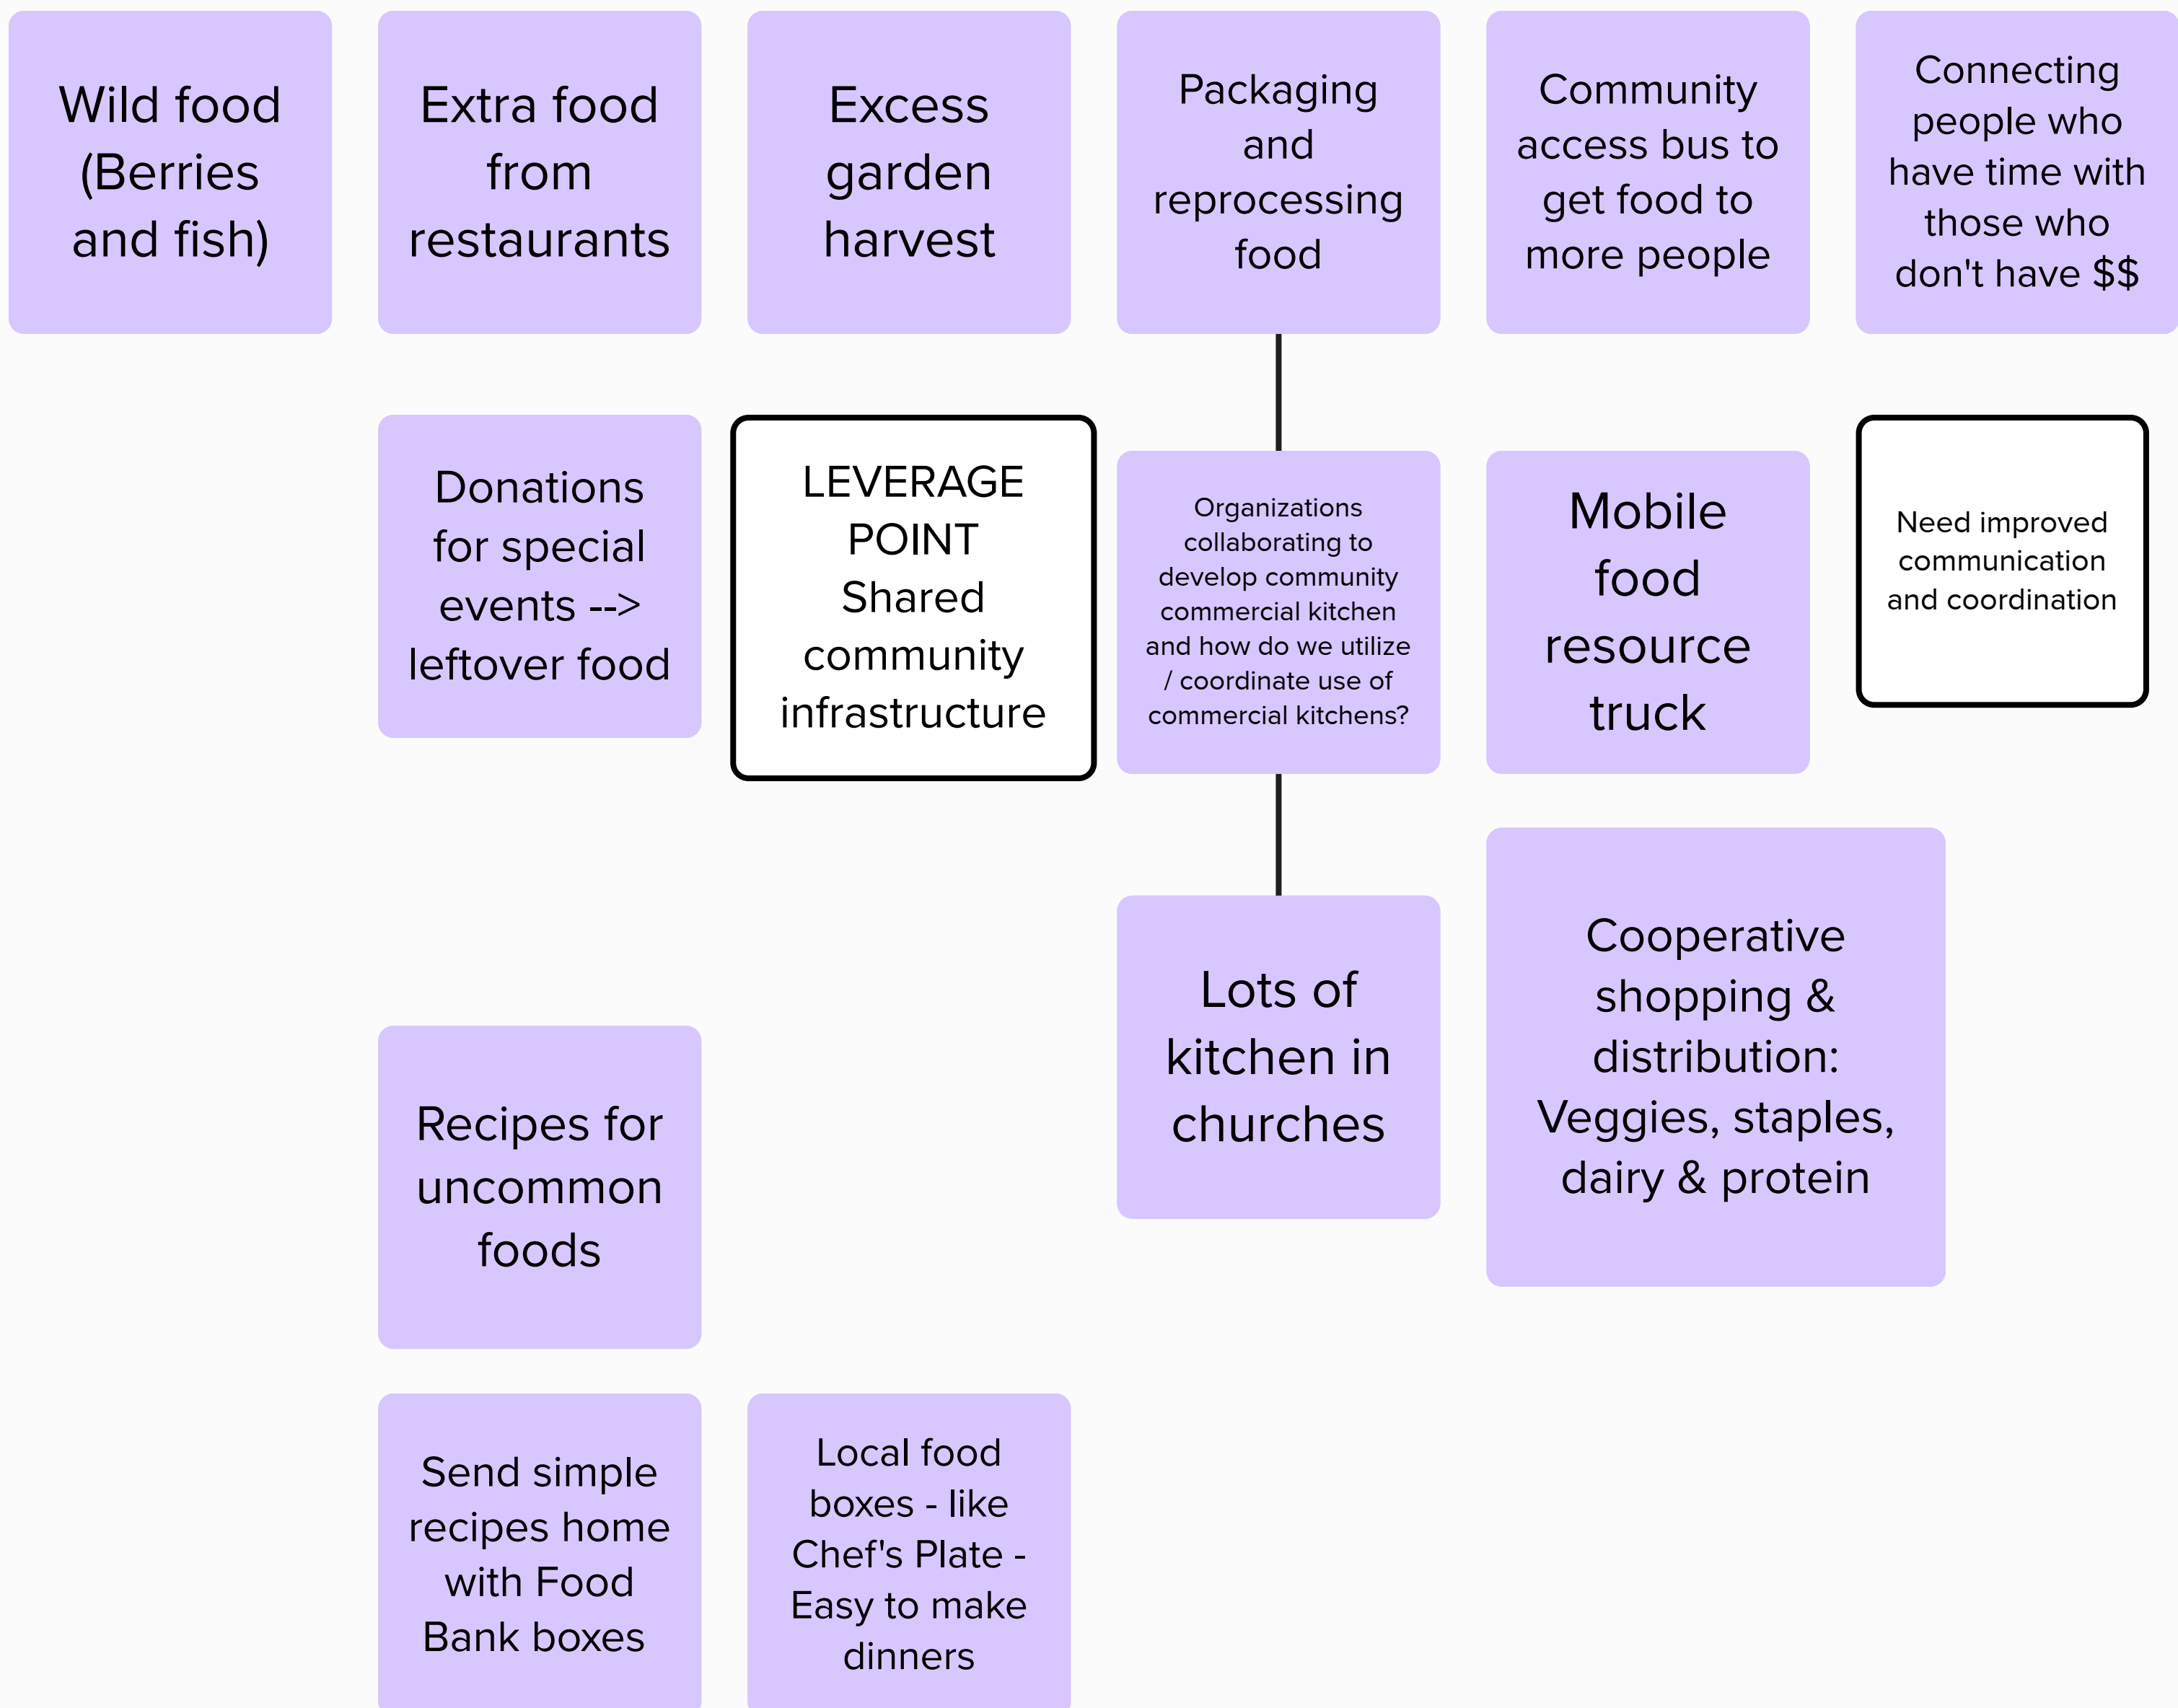 Wild food
(Berries
and fish)
Extra food
from
restaurants
Excess
garden
harvest
Packaging
and
reprocessing
food
Community
access bus to
get food to
more people
Connecting
people who
have time with
those who
don't have $$
Donations
for special
events -->
leftover food
LEVERAGE
POINT
Shared
community
infrastructure
Organizations
collaborating to
develop community
commercial kitchen
and how do we utilize
/ coordinate use of
commercial kitchens?
Mobile
food
resource
truck
Need improved
communication
and coordination
Lots of
kitchen in
churches
Cooperative
shopping &
distribution:
Veggies, staples,
dairy & protein
Recipes for
uncommon
foods
Send simple
recipes home
with Food
Bank boxes
Local food
boxes - like
Chef's Plate -
Easy to make
dinners